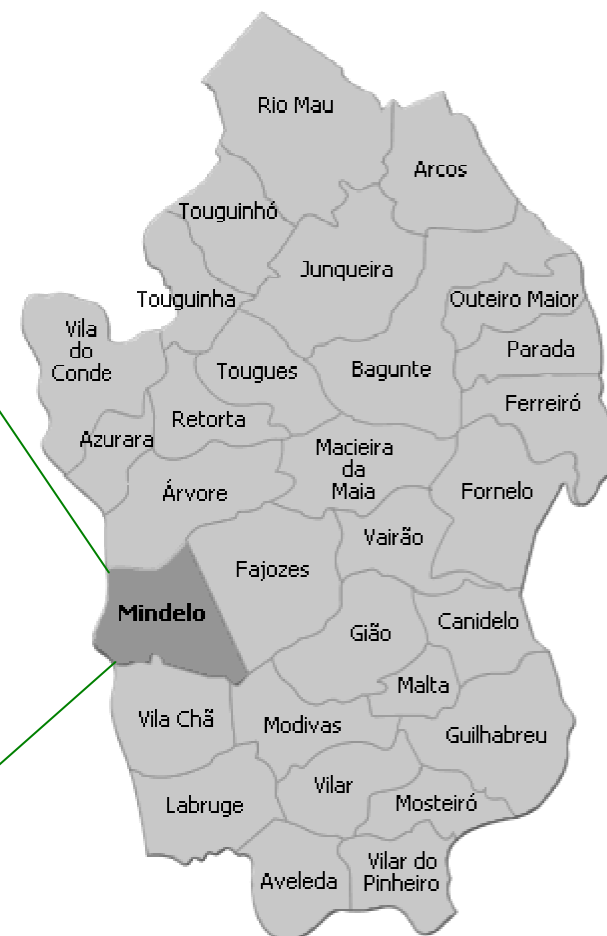 Rio Mau
Arcos
Touguinhó
Junqueira
Touguinha
Outeiro Maior
Vila
do
Conde
Parada
Tougues
Bagunte
Ferreiró
Retorta
Azurara
Macieira
da
Maia
Árvore
Fornelo
Vairão
Fajozes
Mindelo
Gião
Canidelo
Malta
Vila Chã
Modivas
Guilhabreu
Vilar
Labruge
Mosteiró
Aveleda
Vilar do
Pinheiro